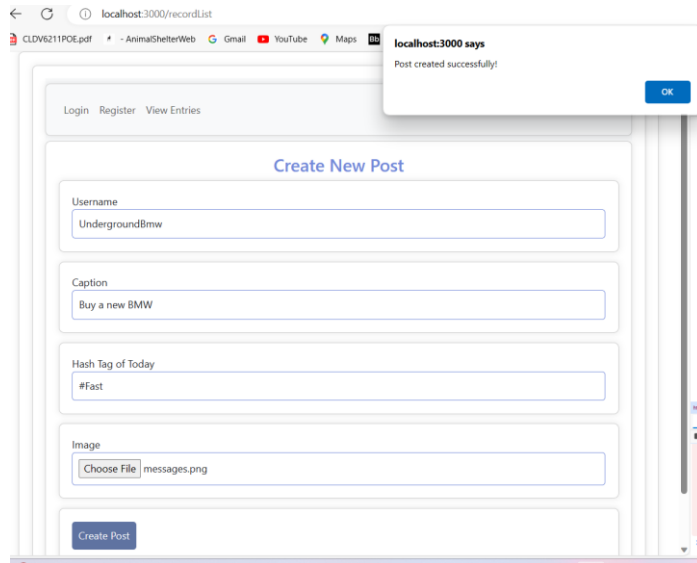 localhost:3000/recordList
CLDV6211POE.pdf - AnimalShelterWeb Gmail YouTube Maps Bb
localhost:3000 says
Post created successfully!
OK
Login Register View Entries
Create New Post
Username
UndergroundBmw
Caption
Buy a new BMW
Hash Tag of Today
#Fast
Image
Choose File messages.png
Create Post